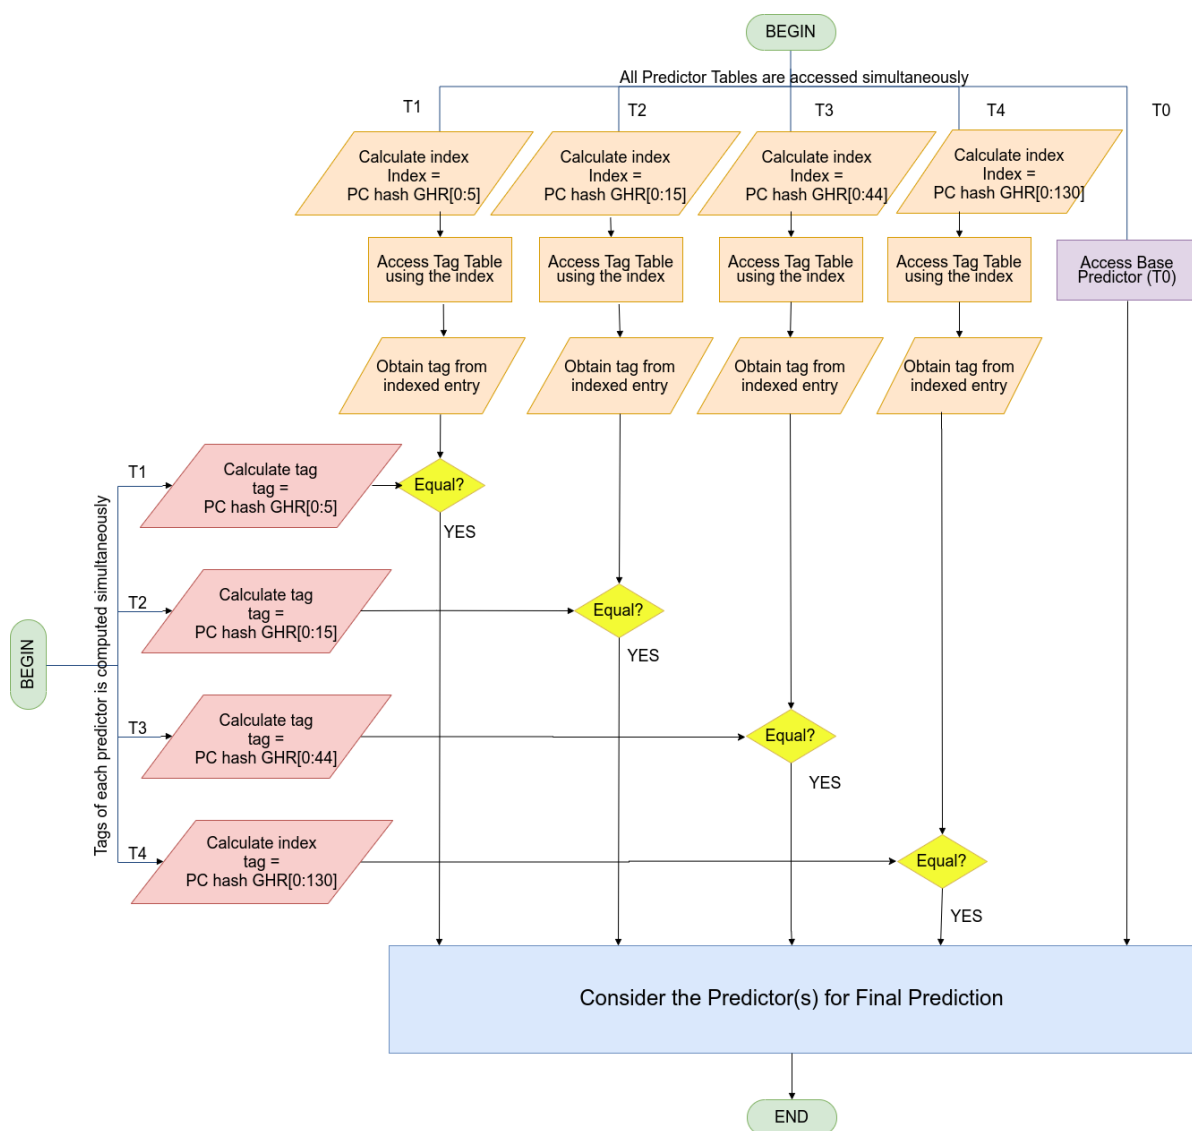 BEGIN
All Predictor Tables are accessed simultaneously
T1
T2
T3
T4
T0
Calculate index
Index =
PC hash GHR[0:5]
Calculate index
Index =
PC hash GHR[0:15]
Calculate index
Index =
PC hash GHR[0:44]
Calculate index
Index =
PC hash GHR[0:130]
Access Tag Table
using the index
Access Tag Table
using the index
Access Tag Table
using the index
Access Tag Table
using the index
Access Base
Predictor (T0)
Obtain tag from
indexed entry
Obtain tag from
indexed entry
Obtain tag from
indexed entry
Obtain tag from
indexed entry
BEGIN
Tags of each predictor is computed simultaneously
T1
Calculate tag
tag =
PC hash GHR[0:5]
Equal?
YES
T2
Calculate tag
tag =
PC hash GHR[0:15]
Equal?
YES
T3
Calculate tag
tag =
PC hash GHR[0:44]
Equal?
YES
T4
Calculate index
tag =
PC hash GHR[0:130]
Equal?
YES
Consider the Predictor(s) for Final Prediction
END